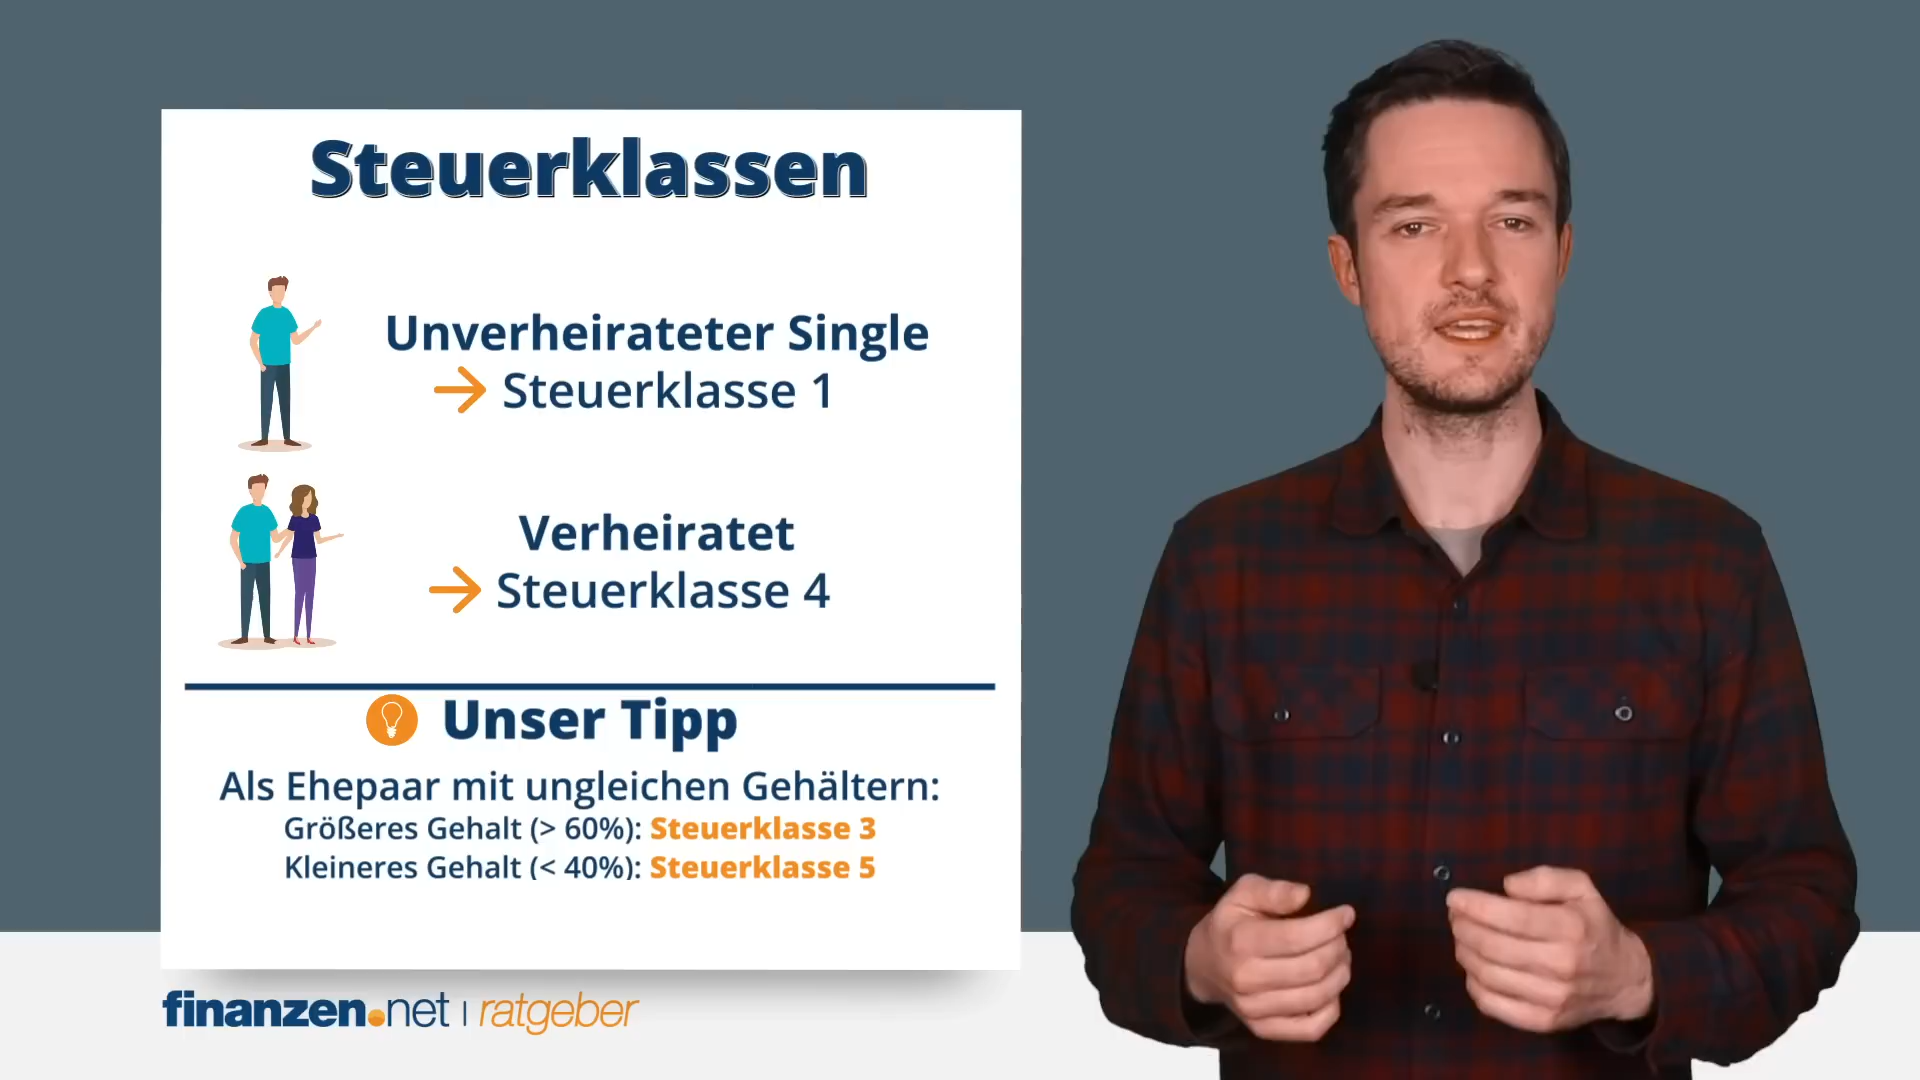 Steuerklassen
Unverheirateter Single
→ Steuerklasse 1
Verheiratet
→ Steuerklasse 4
Unser Tipp
Als Ehepaar mit ungleichen Gehältern:
Größeres Gehalt (> 60%): Steuerklasse 3
Kleineres Gehalt (< 40%): Steuerklasse 5
finanzen.net | ratgeber